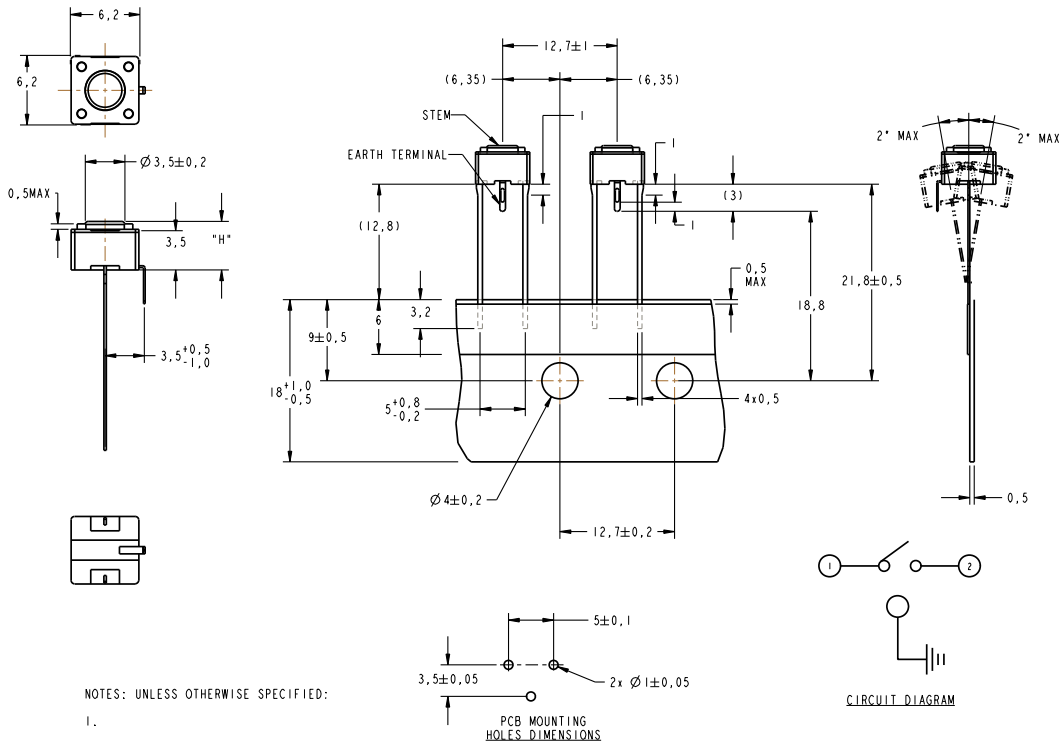 6,2
12,7±1
6,2
(6,35)
(6,35)
STEM
1
EARTH TERMINAL
1
2° MAX
2° MAX
Ø3,5±0,2
0,5MAX
3,5
"H"
(12,8)
(3)
1
0,5
MAX
21,8±0,5
18,8
3,2
6
9±0,5
3,5+0,5
-1,0
18+1,0
-0,5
5+0,8
-0,2
4x0,5
Ø4±0,2
0,5
12,7±0,2
1
2
5±0,1
3,5±0,05
2x Ø1±0,05
NOTES: UNLESS OTHERWISE SPECIFIED:
1.
PCB MOUNTING
HOLES DIMENSIONS
CIRCUIT DIAGRAM